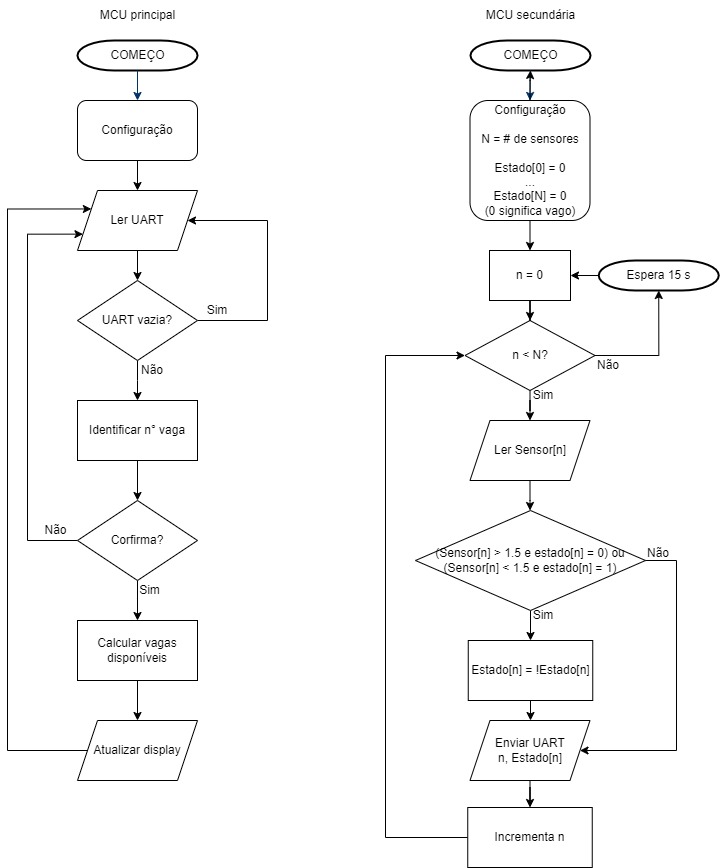 MCU principal
COMEÇO
Configuração
Ler UART
UART vazia?
Sim
Não
Identificar n° vaga
Corfirma?
Não
Sim
Calcular vagas
disponíveis
Atualizar display
MCU secundária
COMEÇO
Configuração
N = # de sensores
Estado[0] = 0
...
Estado[N] = 0
(0 significa vago)
n = 0
Espera 15 s
n < N?
Não
Sim
Ler Sensor[n]
(Sensor[n] > 1.5 e estado[n] = 0) ou
(Sensor[n] < 1.5 e estado[n] = 1)
Não
Sim
Estado[n] = !Estado[n]
Enviar UART
n, Estado[n]
Incrementa n